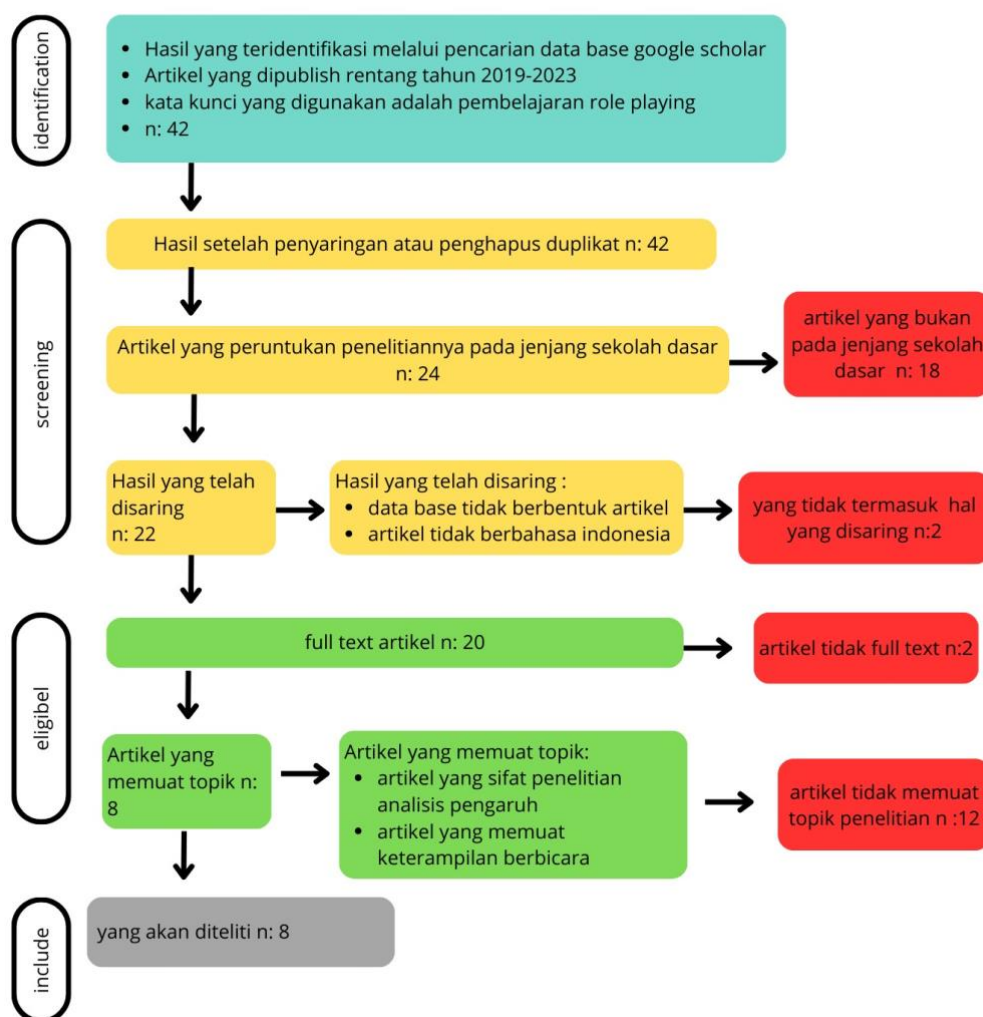 identification
• Hasil yang teridentifikasi melalui pencarian data base google scholar
• Artikel yang dipublish rentang tahun 2019-2023
• kata kunci yang digunakan adalah pembelajaran role playing
• n: 42
screening
Hasil setelah penyaringan atau penghapus duplikat n: 42
Artikel yang peruntukan penelitiannya pada jenjang sekolah dasar
n: 24
artikel yang bukan
pada jenjang sekolah
dasar n: 18
Hasil yang telah
disaring
n: 22
Hasil yang telah disaring :
• data base tidak berbentuk artikel
• artikel tidak berbahasa indonesia
yang tidak termasuk hal
yang disaring n:2
eligibel
full text artikel n: 20
artikel tidak full text n:2
Artikel yang
memuat topik n:
8
Artikel yang memuat topik:
• artikel yang sifat penelitian
analisis pengaruh
• artikel yang memuat
keterampilan berbicara
artikel tidak memuat
topik penelitian n :12
include
yang akan diteliti n: 8